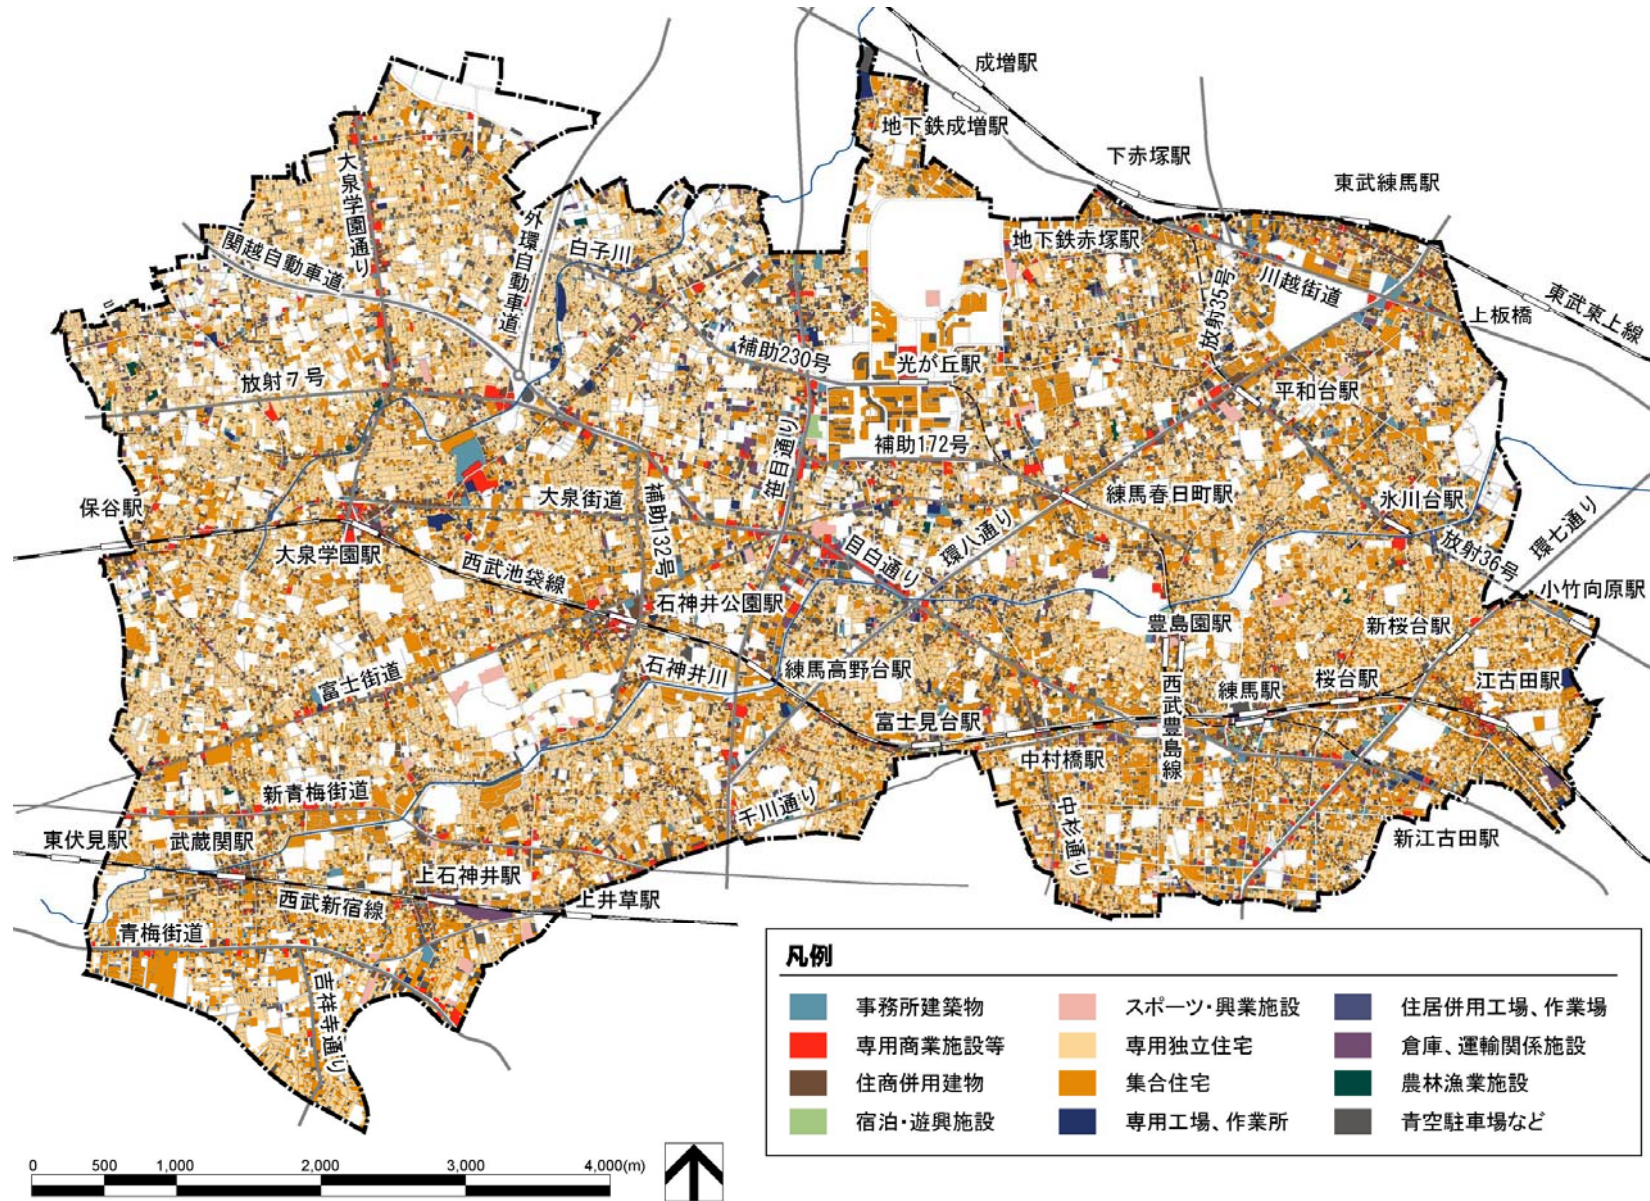 成増駅
地下鉄成増駅
下赤塚駅
東武練馬駅
大泉学園通り
外環自動車道
白子川
関越自動車道
地下鉄赤塚駅
放射35号
川越街道
東武東上線
上板橋
補助230号
光が丘駅
放射7号
平和台駅
笹目通り
補助172号
大泉街道
補助132号
練馬春日町駅
氷川台駅
保谷駅
大泉学園駅
目白通り
環八通り
放射36号
環七通り
西武池袋線
小竹向原駅
石神井公園駅
豊島園駅
新桜台駅
富士街道
石神井川
練馬高野台駅
練馬駅
桜台駅
江古田駅
富士見台駅
西武豊島線
中村橋駅
新青梅街道
千川通り
中杉通り
東伏見駅
武蔵関駅
新江古田駅
上石神井駅
西武新宿線
上井草駅
青梅街道
吉祥寺通り
凡例
事務所建築物
スポーツ・興業施設
住居併用工場、作業場
専用商業施設等
専用独立住宅
倉庫、運輸関係施設
住商併用建物
集合住宅
農林漁業施設
宿泊・遊興施設
専用工場、作業所
青空駐車場など
0 500 1,000 2,000 3,000 4,000(m)